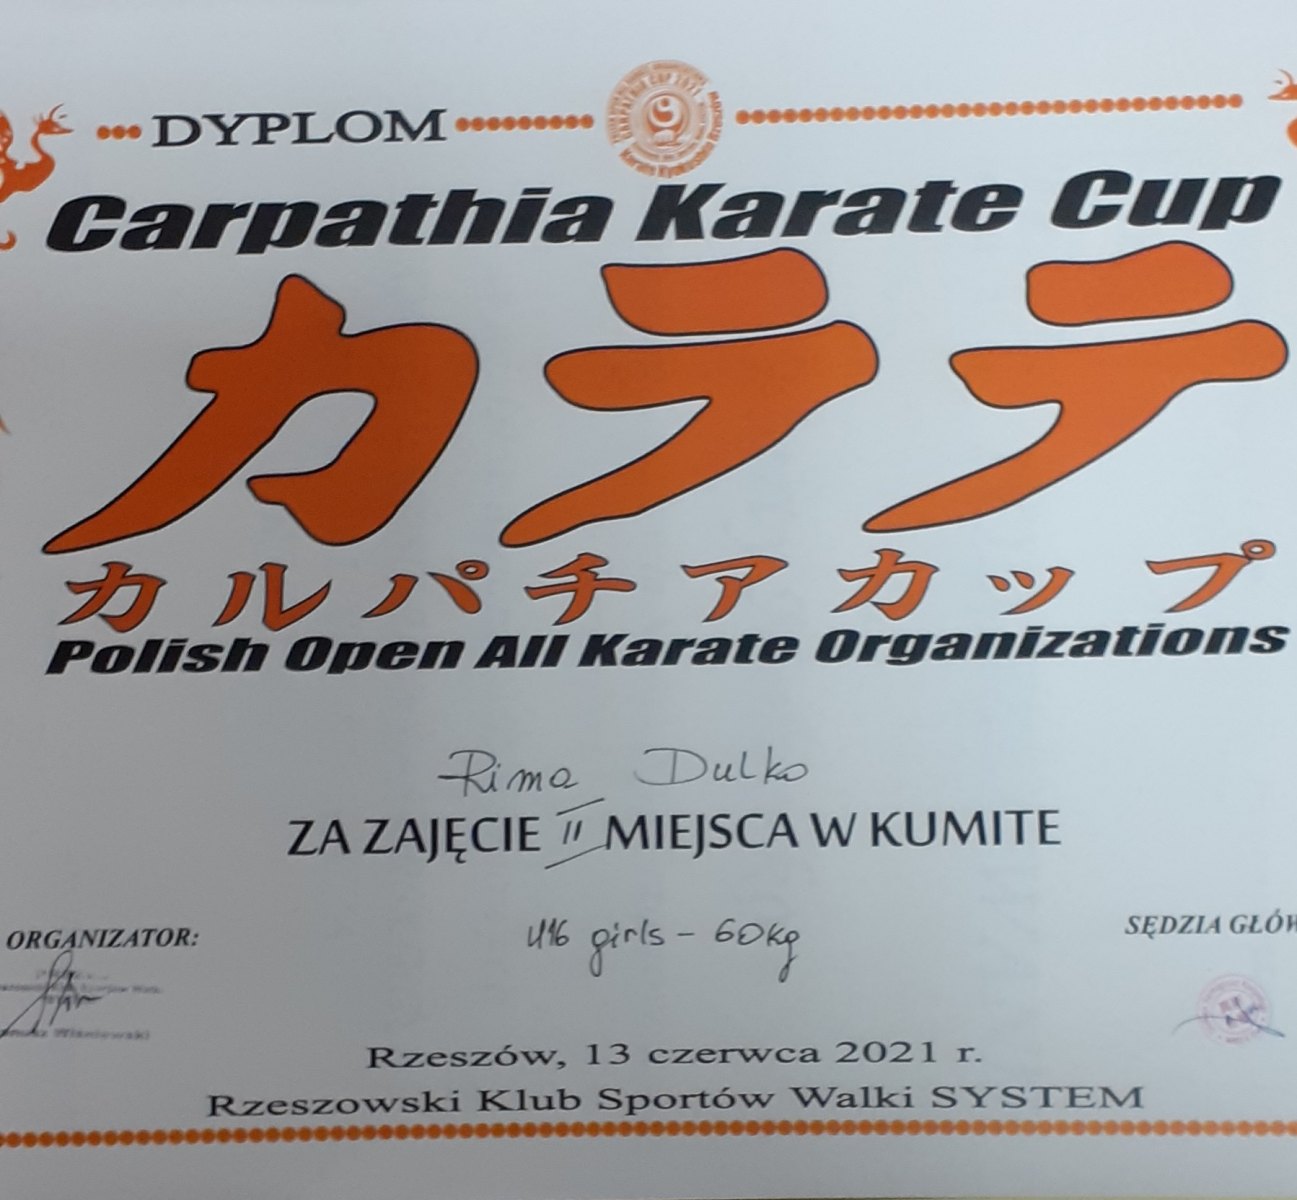 DYPLOM
Carpathia Karate Cup
カラテ
カルパチアカップ
Polish Open All Karate Organizations
Rima Dulko
ZA ZAJĘCIE II MIEJSCA W KUMITE
ORGANIZATOR:
U16 girls - 60kg
SĘDZIA GŁÓW
Rzeszów, 13 czerwca 2021 r.
Rzeszowski Klub Sportów Walki SYSTEM